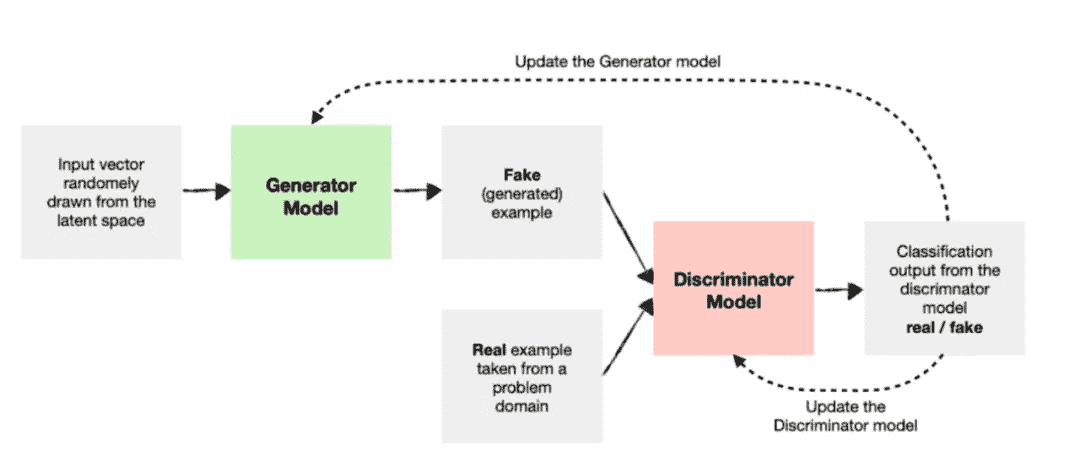 Update the Generator model
Input vector
randomely
drawn from the
latent space
Generator
Model
Fake
(generated)
example
Discriminator
Model
Classification
output from the
discrimnator
model
real / fake
Real example
taken from a
problem
domain
Update the
Discriminator model